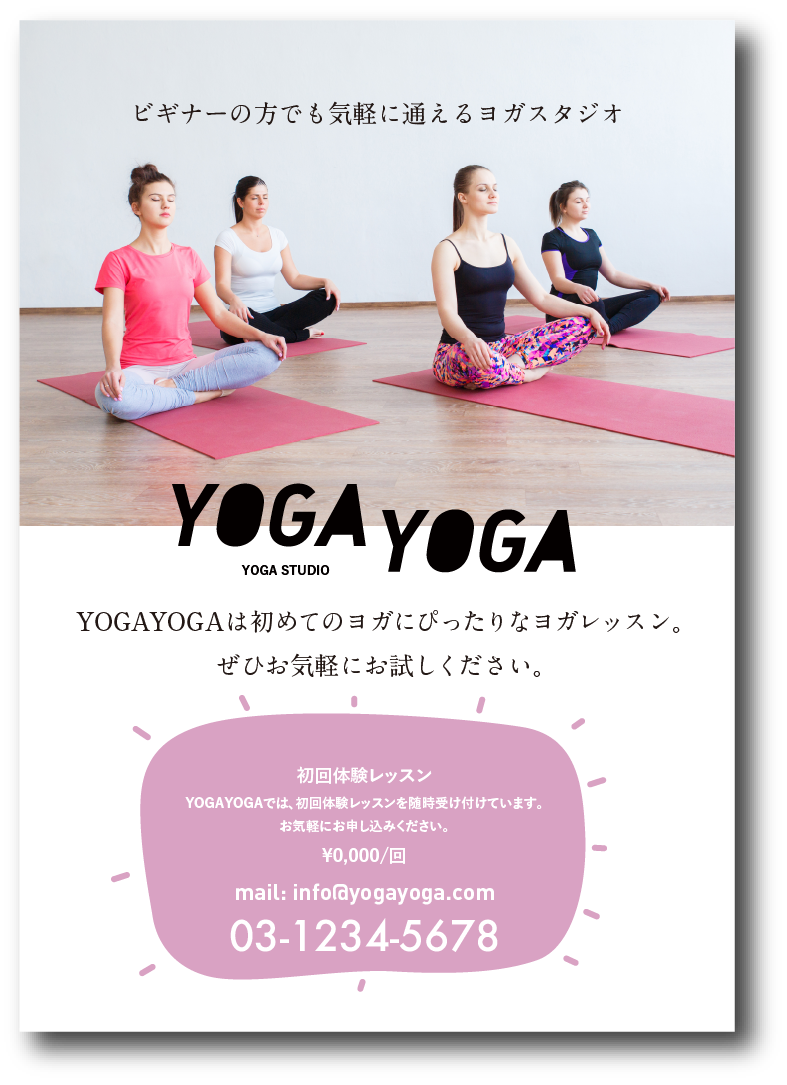 ビギナーの方でも気軽に通えるヨガスタジオ
YOGAYOGA
YOGA STUDIO
YOGAYOGAは初めてのヨガにぴったりなヨガレッスン。
ぜひお気軽にお試しください。
初回体験レッスン
YOGAYOGAでは、初回体験レッスンを随時受け付けています。
お気軽にお申し込みください。
¥0,000/回
mail: info@yogayoga.com
03-1234-5678